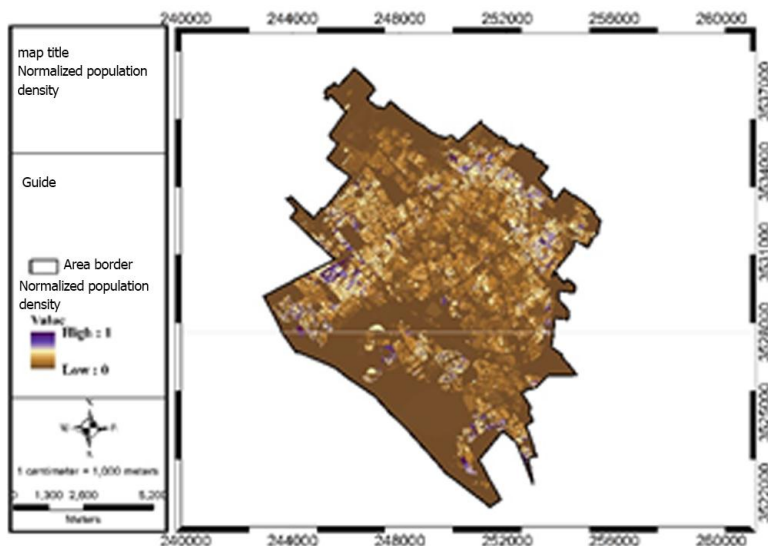 240000 244000 248000 252000 256000 260000
map title
Normalized population
density
Guide
Area border
Normalized population
density
Value
High : 1
Low : 0
1 centimeter = 1,000 meters
0 1,300 2,600 5,200
Meters
3537000
3534000
3531000
3528000
3525000
3522000
240000 244000 248000 252000 256000 260000